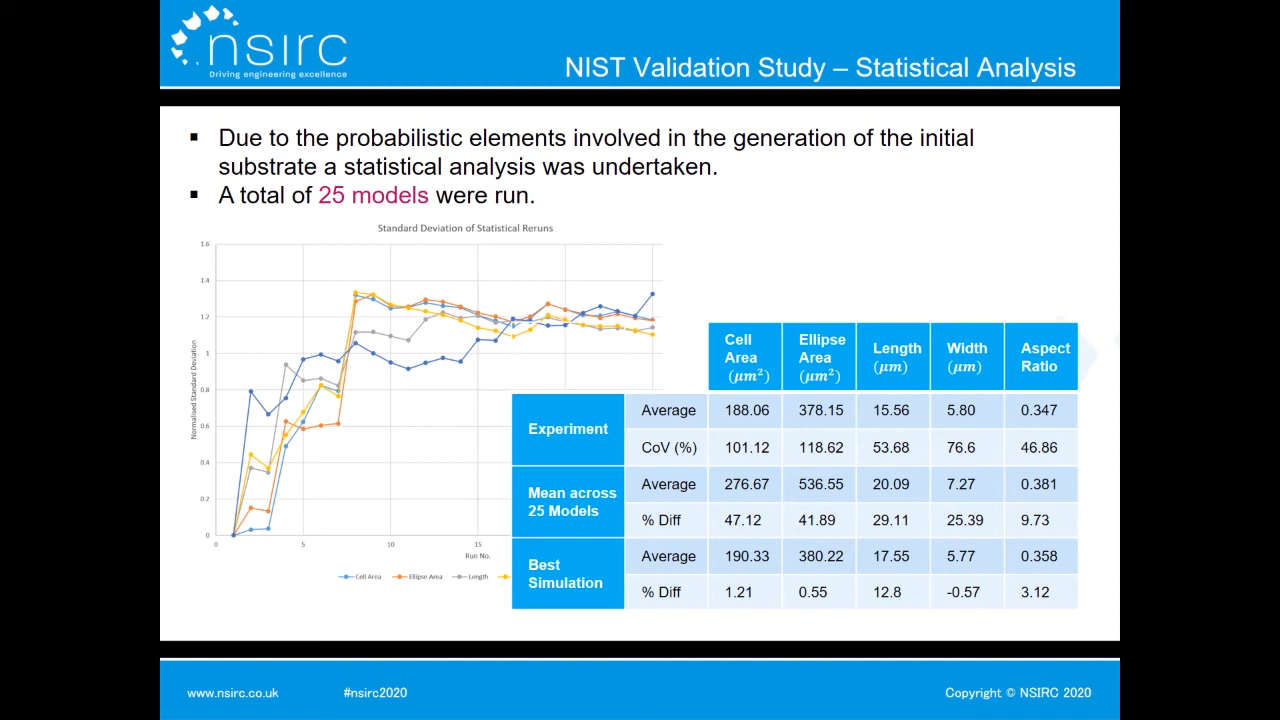 nsirc
Driving engineering excellence
NIST Validation Study – Statistical Analysis
▪ Due to the probabilistic elements involved in the generation of the initial
substrate a statistical analysis was undertaken.
▪ A total of 25 models were run.
Standard Deviation of Statistical Reruns
Normalised Standard Deviation
1.6
1.4
1.2
1
0.8
0.6
0.4
0.2
0
0 5 10 15
Run No.
Cell Area Ellipse Area Length
Cell Area (μm²) Ellipse Area (μm²) Length (μm) Width (μm) Aspect Ratio
Experiment
Average 188.06 378.15 15.56 5.80 0.347
CoV (%) 101.12 118.62 53.68 76.6 46.86
Mean across
25 Models
Average 276.67 536.55 20.09 7.27 0.381
% Diff 47.12 41.89 29.11 25.39 9.73
Best
Simulation
Average 190.33 380.22 17.55 5.77 0.358
% Diff 1.21 0.55 12.8 -0.57 3.12
www.nsirc.co.uk #nsirc2020 Copyright © NSIRC 2020